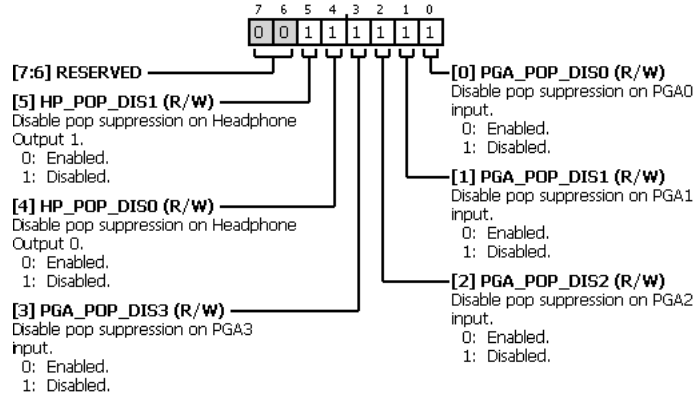 7 6 5 4 3 2 1 0
0 0 1 1 1 1 1 1
[7:6] RESERVED
[5] HP_POP_DIS1 (R/W)
Disable pop suppression on Headphone
Output 1.
0: Enabled.
1: Disabled.
[4] HP_POP_DIS0 (R/W)
Disable pop suppression on Headphone
Output 0.
0: Enabled.
1: Disabled.
[3] PGA_POP_DIS3 (R/W)
Disable pop suppression on PGA3
input.
0: Enabled.
1: Disabled.
[0] PGA_POP_DIS0 (R/W)
Disable pop suppression on PGA0
input.
0: Enabled.
1: Disabled.
[1] PGA_POP_DIS1 (R/W)
Disable pop suppression on PGA1
input.
0: Enabled.
1: Disabled.
[2] PGA_POP_DIS2 (R/W)
Disable pop suppression on PGA2
input.
0: Enabled.
1: Disabled.